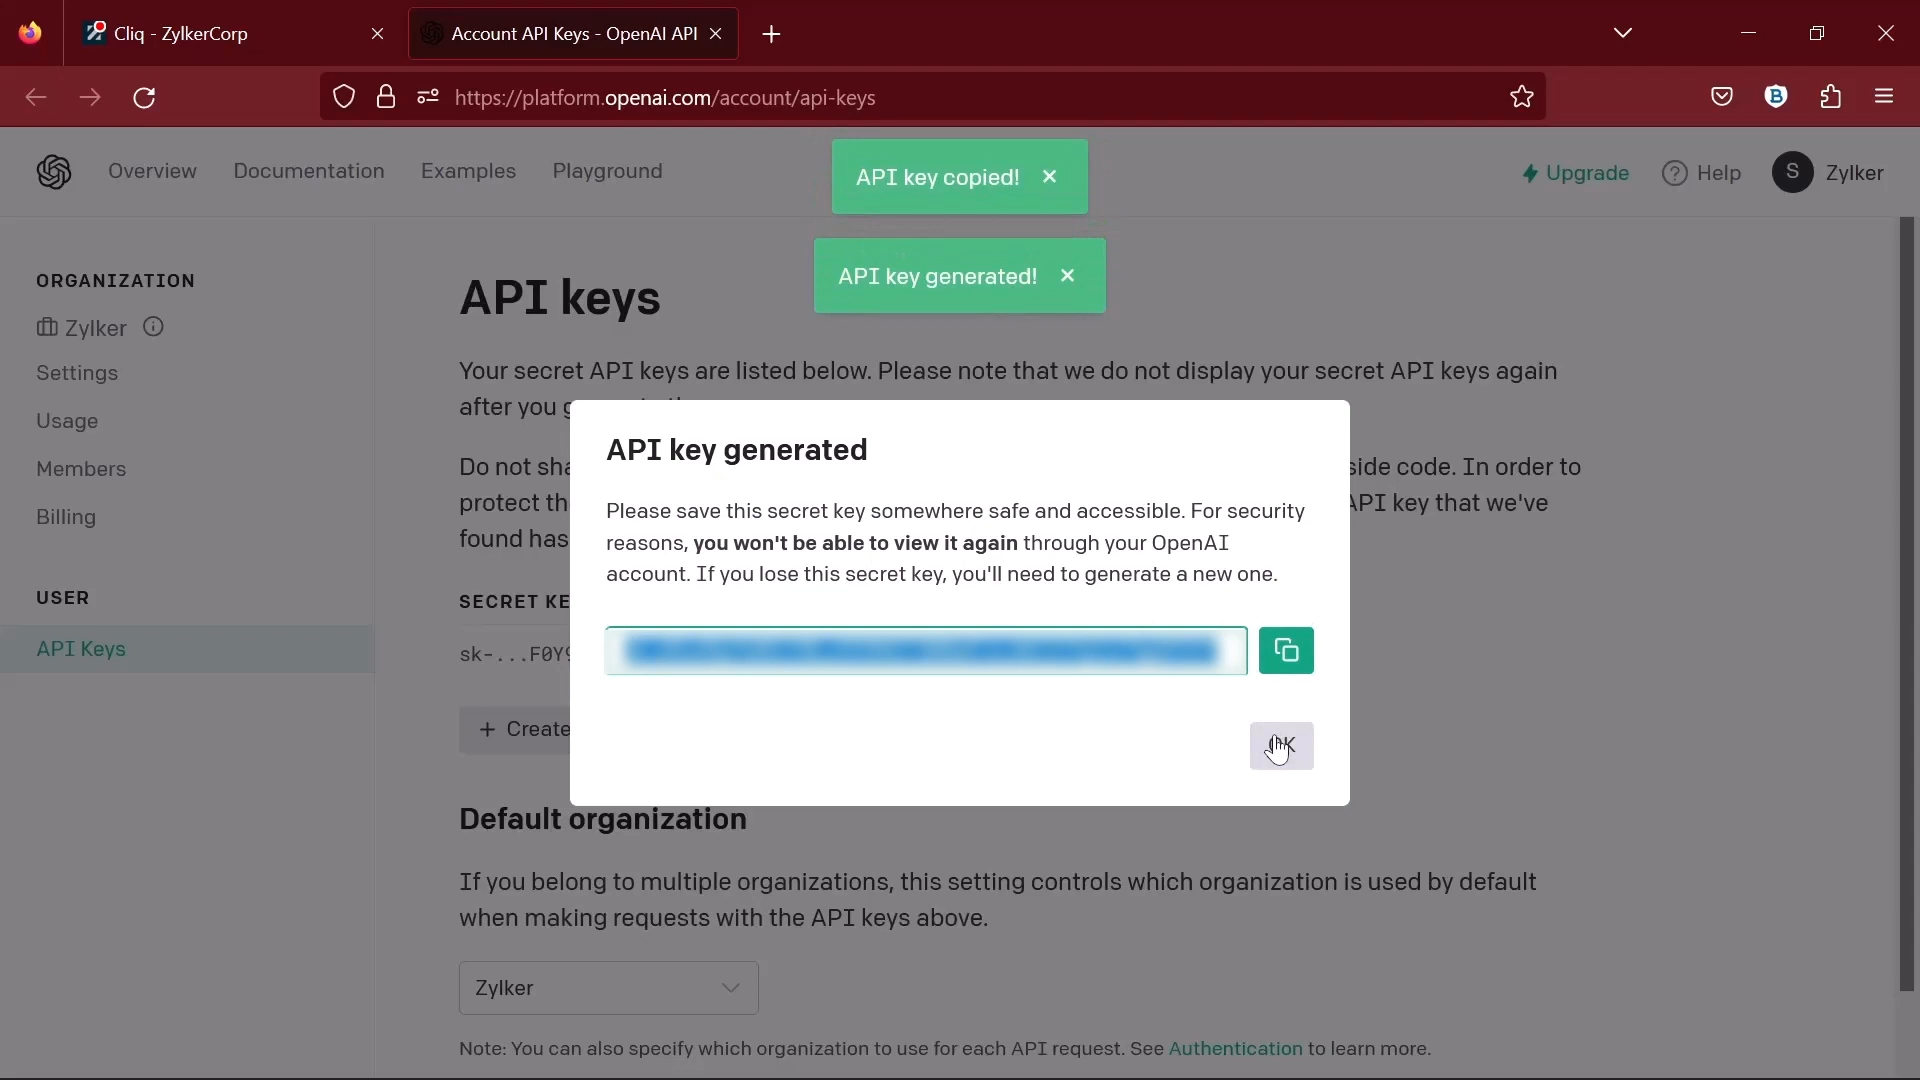 Cliq - ZylkerCorp
Account API Keys - OpenAI API
https://platform.openai.com/account/api-keys
Overview
Documentation
Examples
Playground
API key copied!
Upgrade
Help
S
Zylker
API key generated!
ORGANIZATION
Zylker
Settings
Usage
Members
Billing
USER
API Keys
API keys
Your secret API keys are listed below. Please note that we do not display your secret API keys again
after you
Do not
side code. In order to
protect
API key that we've
found has
SECRET
sk-...
+ Create
API key generated
Please save this secret key somewhere safe and accessible. For security
reasons, you won't be able to view it again through your OpenAI
account. If you lose this secret key, you'll need to generate a new one.
OK
Default organization
If you belong to multiple organizations, this setting controls which organization is used by default
when making requests with the API keys above.
Zylker
Note: You can also specify which organization to use for each API request. See Authentication to learn more.